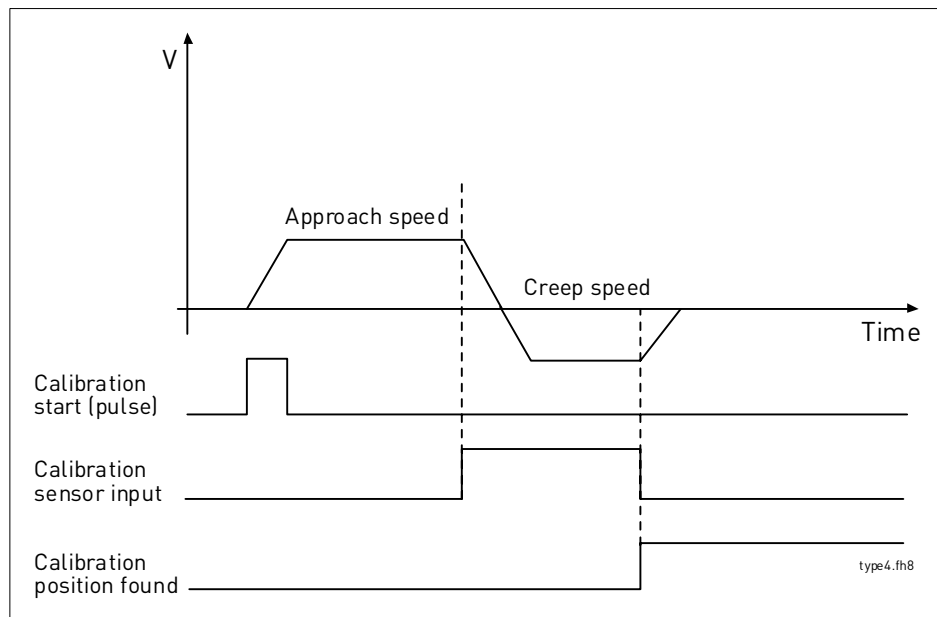 V
Approach speed
Creep speed
Time
Calibration
start (pulse)
Calibration
sensor input
Calibration
position found
type4.fh8